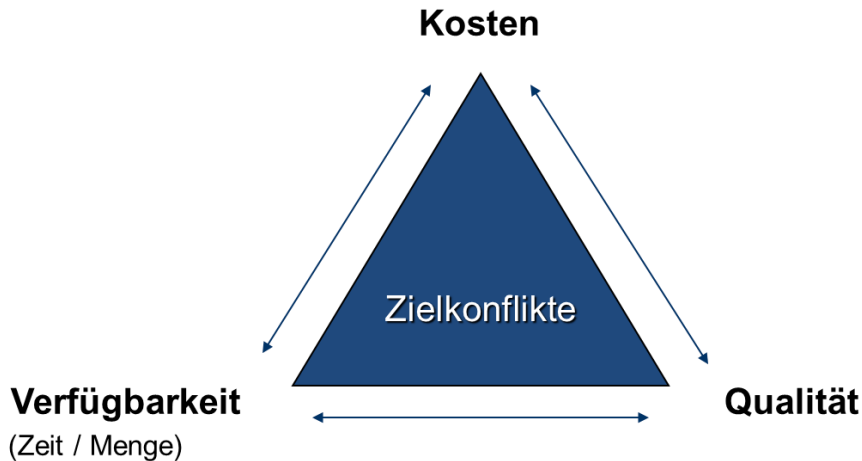 Kosten
Zielkonflikte
Verfügbarkeit
(Zeit / Menge)
Qualität